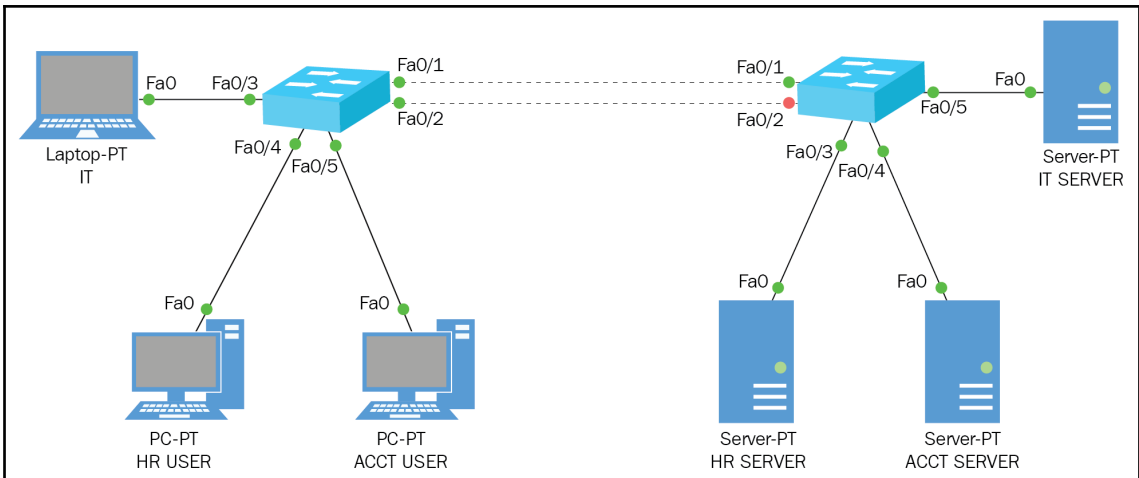 Fa0/1
Fa0/1
Fa0
Fa0/3
Fa0
Fa0/5
Fa0/2
Fa0/2
Fa0/4
Fa0/5
Fa0/3
Fa0/4
Laptop-PT
IT
Server-PT
IT SERVER
Fa0
Fa0
Fa0
Fa0
PC-PT
HR USER
PC-PT
ACCT USER
Server-PT
HR SERVER
Server-PT
ACCT SERVER